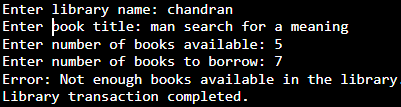 Enter library name: chandran
Enter book title: man search for a meaning
Enter number of books available: 5
Enter number of books to borrow: 7
Error: Not enough books available in the library.
Library transaction completed.